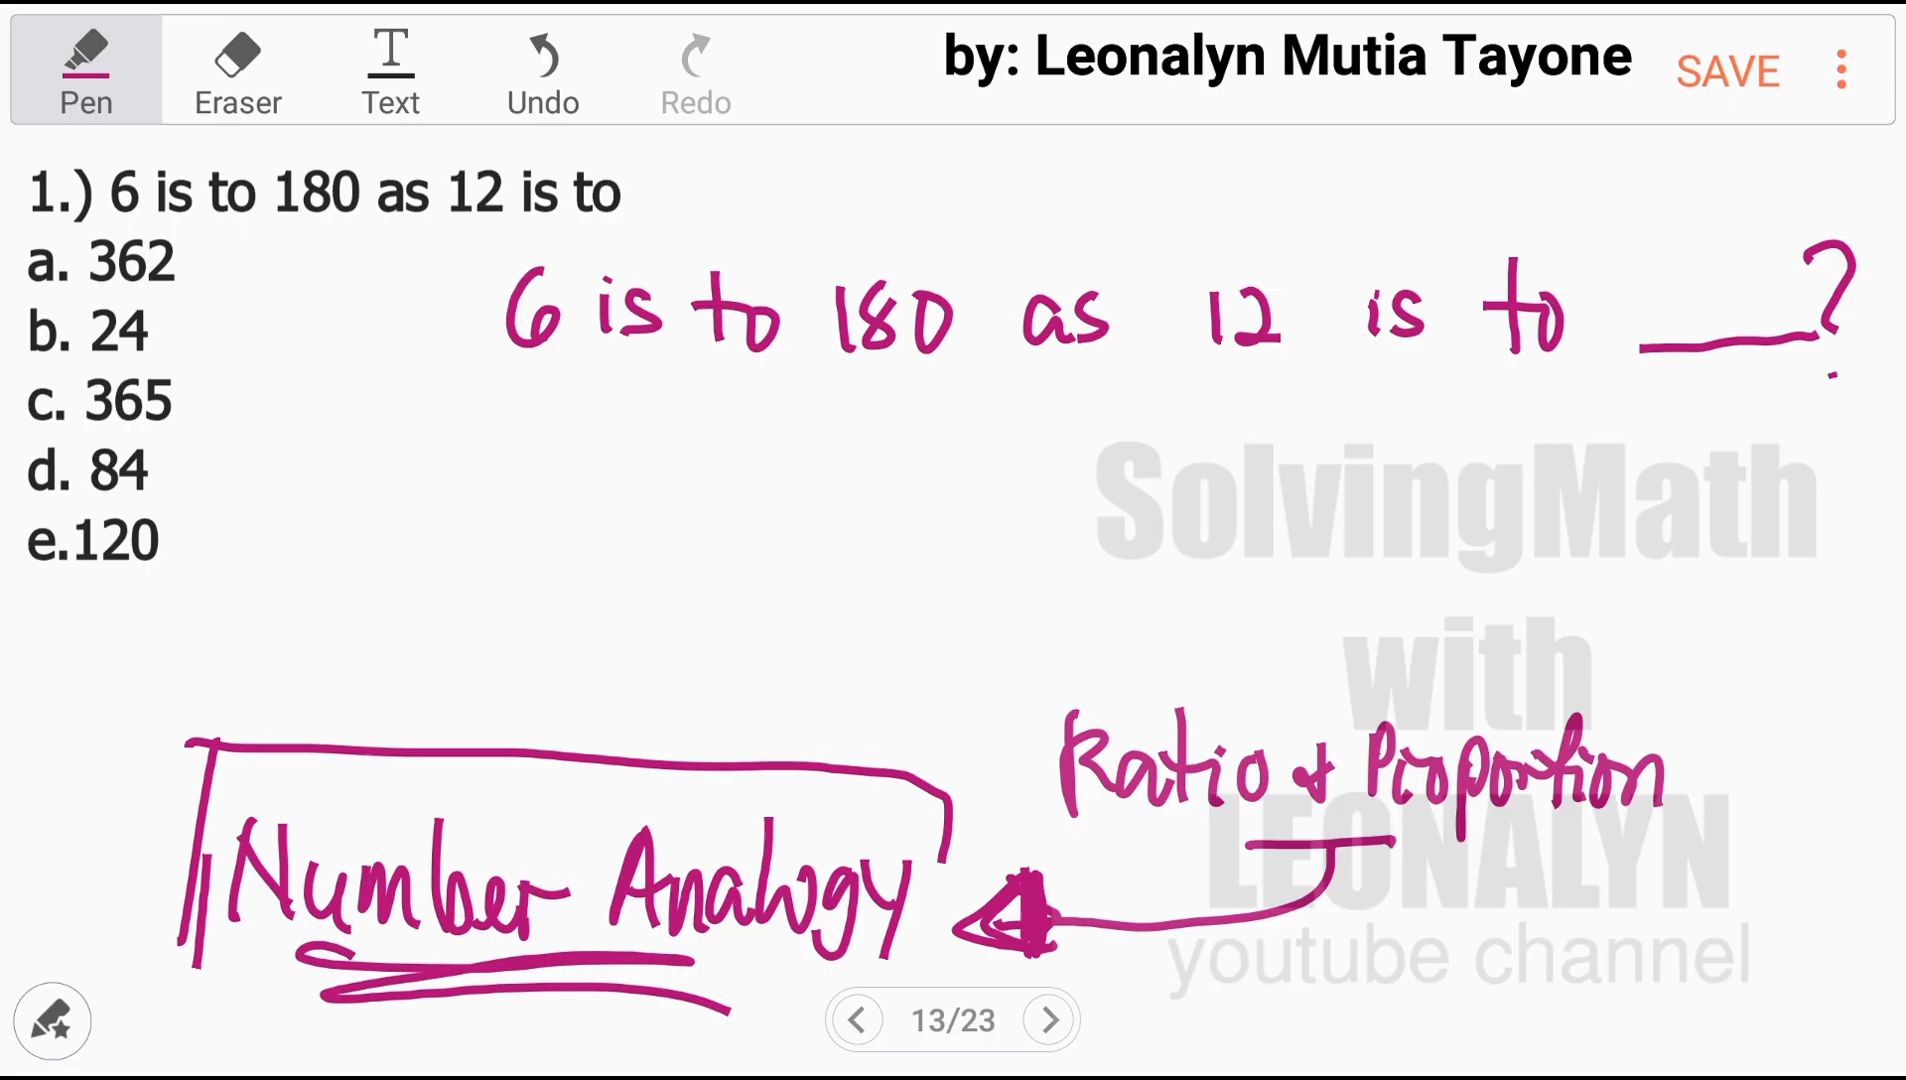 by: Leonalyn Mutia Tayone
SAVE
Pen
Eraser
Text
Undo
Redo
1.) 6 is to 180 as 12 is to
a. 362
b. 24
c. 365
d. 84
e.120
6 is to 180 as 12 is to ___?
SolvingMath
with
LEONALYN
youtube channel
Ratio & Proportion
Number Analogy
13/23